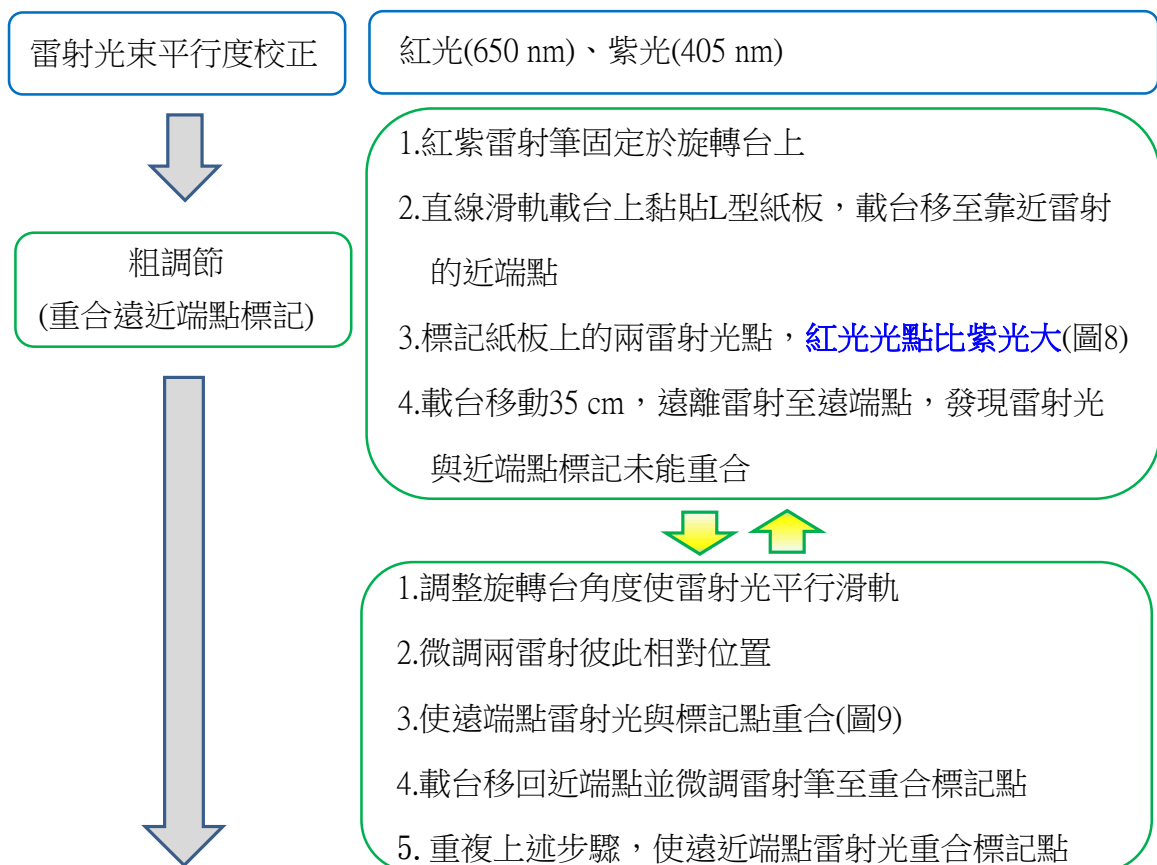 雷射光束平行度校正
紅光(650 nm)、紫光(405 nm)
粗調節
(重合遠近端點標記)
1.紅紫雷射筆固定於旋轉台上
2.直線滑軌載台上黏貼L型紙板，載台移至靠近雷射
的近端點
3.標記紙板上的兩雷射光點，紅光光點比紫光大(圖8)
4.載台移動35 cm，遠離雷射至遠端點，發現雷射光
與近端點標記未能重合
1.調整旋轉台角度使雷射光平行滑軌
2.微調兩雷射彼此相對位置
3.使遠端點雷射光與標記點重合(圖9)
4.載台移回近端點並微調雷射筆至重合標記點
5. 重複上述步驟，使遠近端點雷射光重合標記點